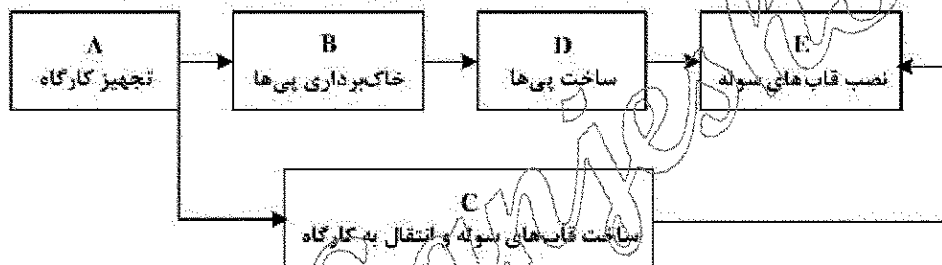 A
تجهیز کارگاه
B
خاک‌برداری پی‌ها
D
ساخت پی‌ها
E
نصب قاب‌های سوله
C
ساخت قاب‌های سوله و انتقال به کارگاه